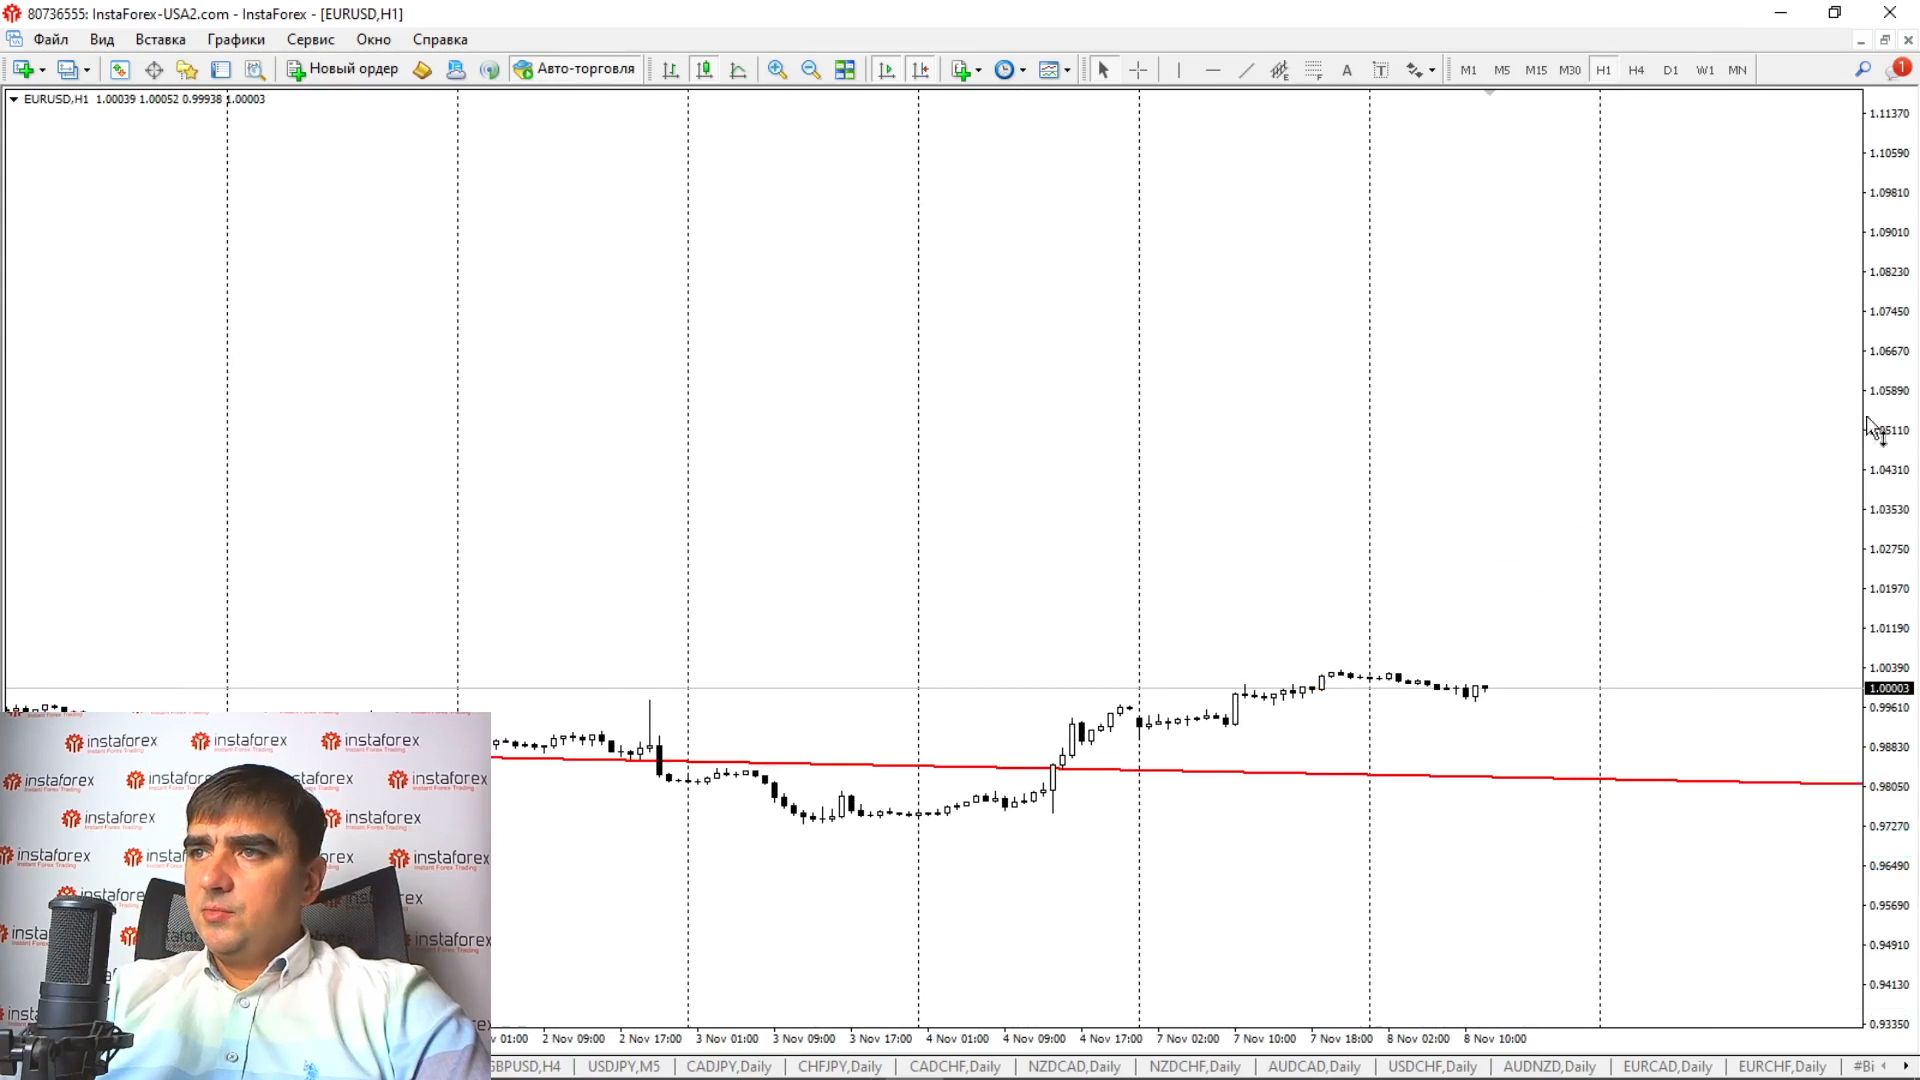 80736555: InstaForex-USA2.com - InstaForex - [EURUSD,H1]
Файл Вид Вставка Графики Сервис Окно Справка
Новый ордер Авто-торговля A T M1 M5 M15 M30 H1 H4 D1 W1 MN 1
EURUSD,H1 1.00039 1.00052 0.99938 1.00003
1.11370
1.10590
1.09810
1.09010
1.08230
1.07450
1.06670
1.05890
1.04310
1.03530
1.02750
1.01970
1.01190
1.00390
1.00003
0.99610
0.98830
0.98050
0.97270
0.96490
0.95690
0.94910
0.94130
0.93350
instaforex instaforex instaforex
Instant Forex Trading
instaforex instaforex
instaforex
instaforex
instaforex
instaforex
v 01:00 2 Nov 09:00 2 Nov 17:00 3 Nov 01:00 3 Nov 09:00 3 Nov 17:00 4 Nov 01:00 4 Nov 09:00 4 Nov 17:00 7 Nov 02:00 7 Nov 10:00 7 Nov 18:00 8 Nov 02:00 8 Nov 10:00
GBPUSD,H4 USDJPY,M5 CADJPY,Daily CHFJPY,Daily CADCHF,Daily NZDCAD,Daily NZDCHF,Daily AUDCAD,Daily USDCHF,Daily AUDNZD,Daily EURCAD,Daily EURCHF,Daily #Bi